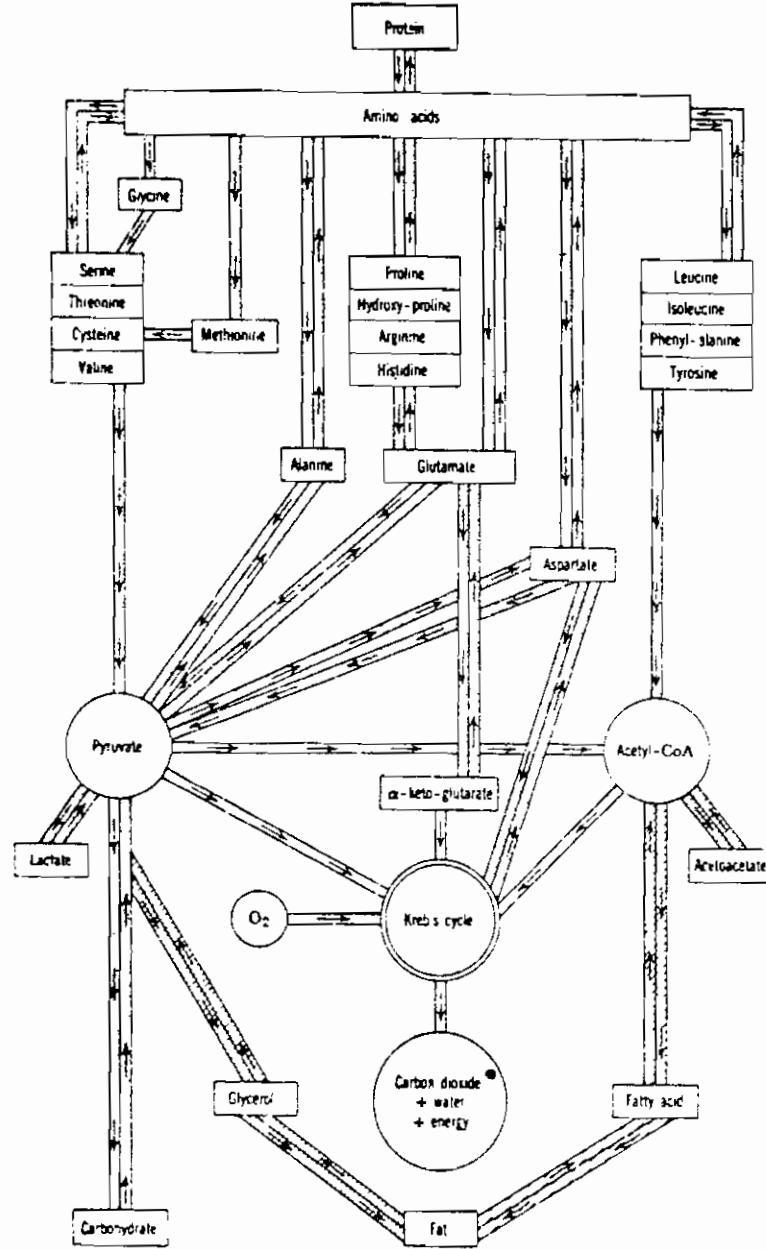 Protein
Amino acids
Glycine
Serine
Threonine
Cysteine
Valine
Methionine
Proline
Hydroxy-proline
Arginine
Histidine
Leucine
Isoleucine
Phenyl-alanine
Tyrosine
Alanine
Glutamate
Aspartate
Pyruvate
Acetyl-CoA
α-keto-glutarate
Lactate
Acetoacetate
O₂
Kreb's cycle
Carbon dioxide
+ water
+ energy
Glycerol
Fatty acid
Carbohydrate
Fat